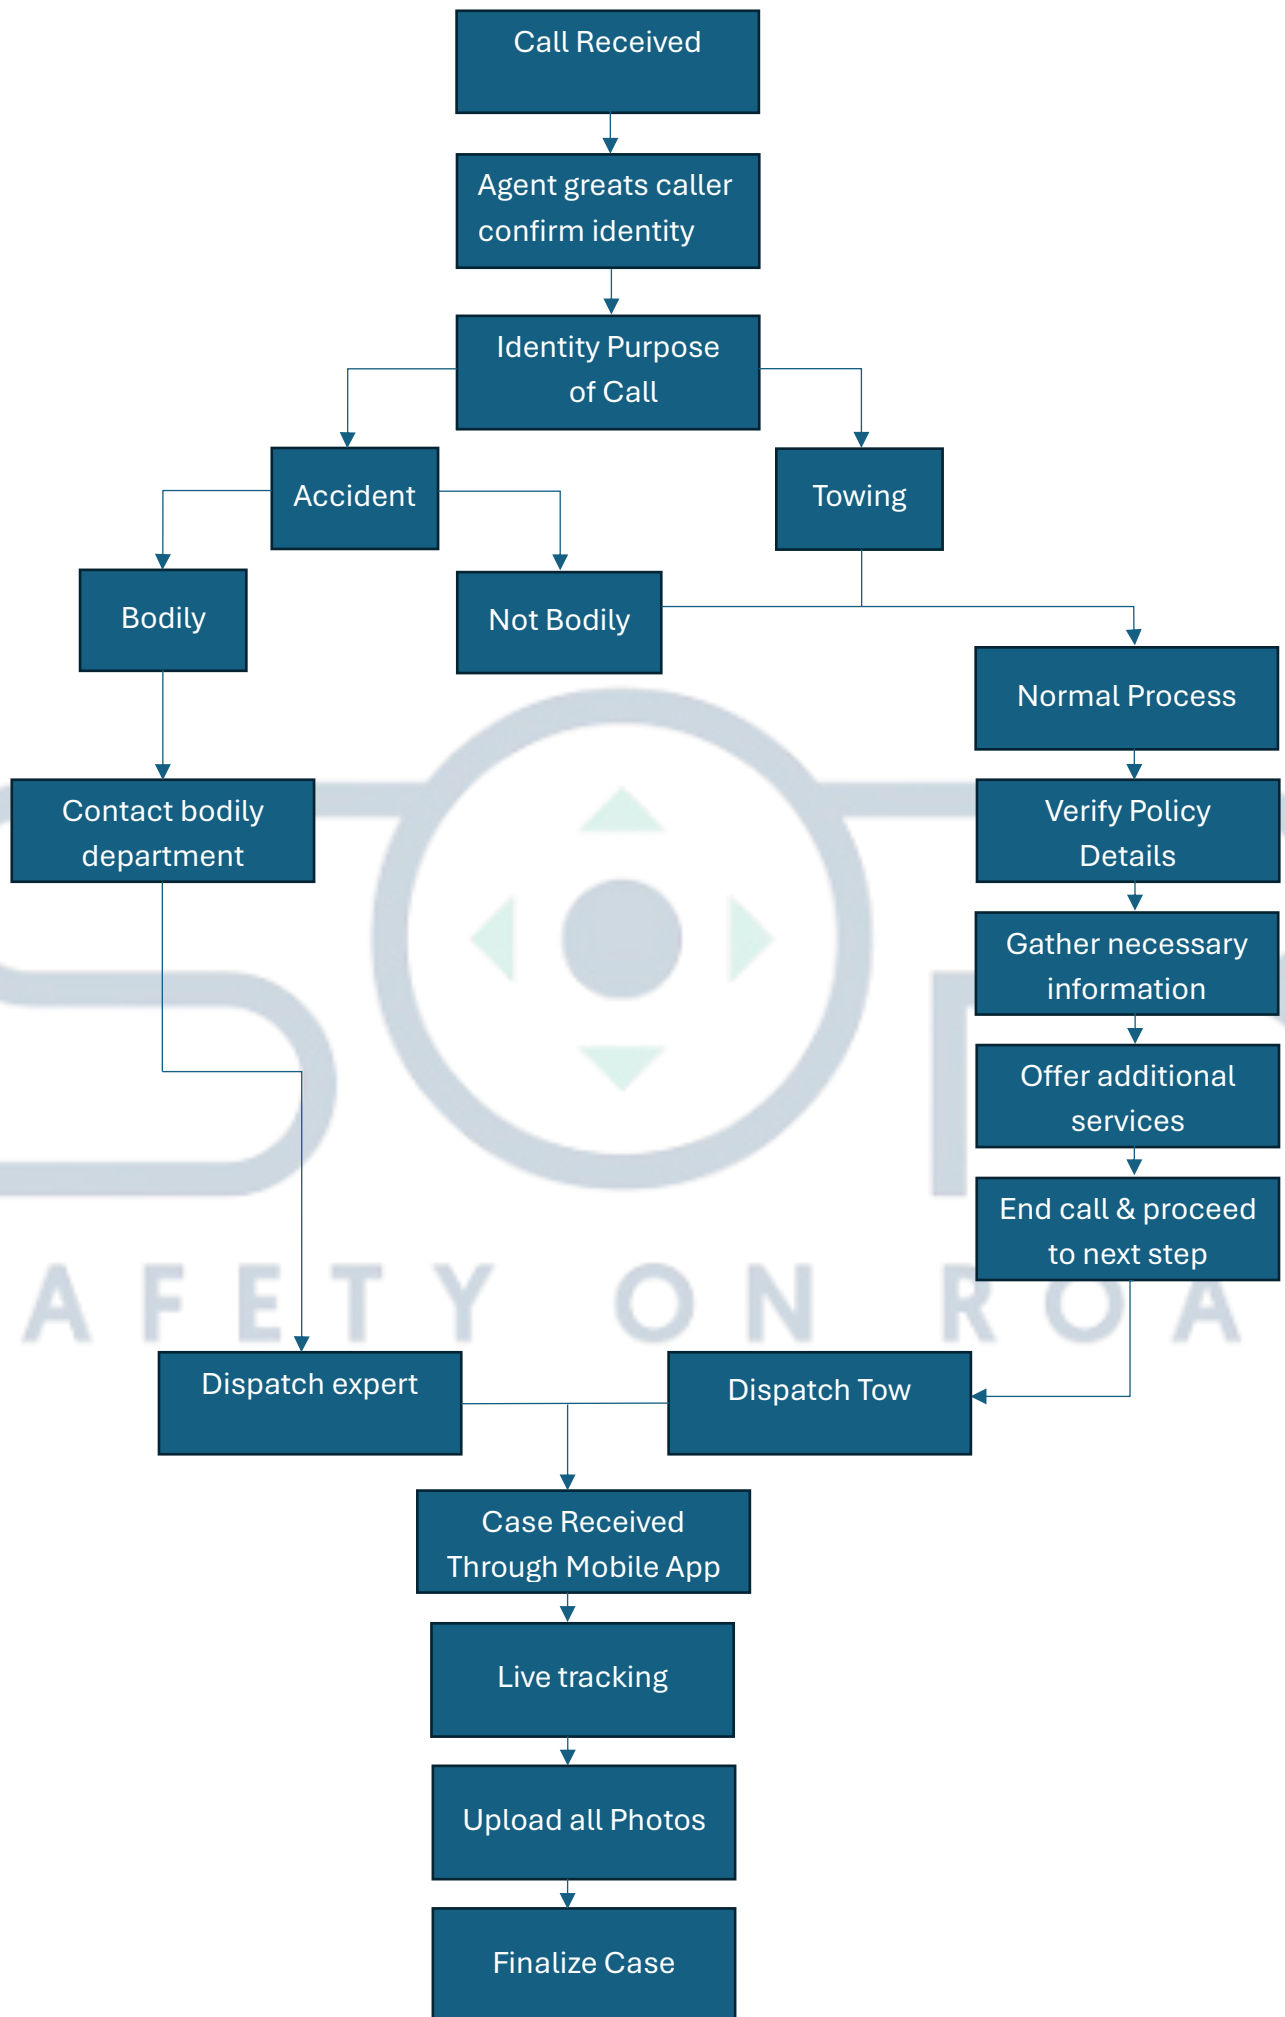 Call Received
Agent greats caller
confirm identity
Identity Purpose
of Call
Accident
Towing
Bodily
Not Bodily
Normal Process
Contact bodily
department
Verify Policy
Details
Gather necessary
information
Offer additional
services
End call & proceed
to next step
AFETY ON ROA
Dispatch expert
Dispatch Tow
Case Received
Through Mobile App
Live tracking
Upload all Photos
Finalize Case